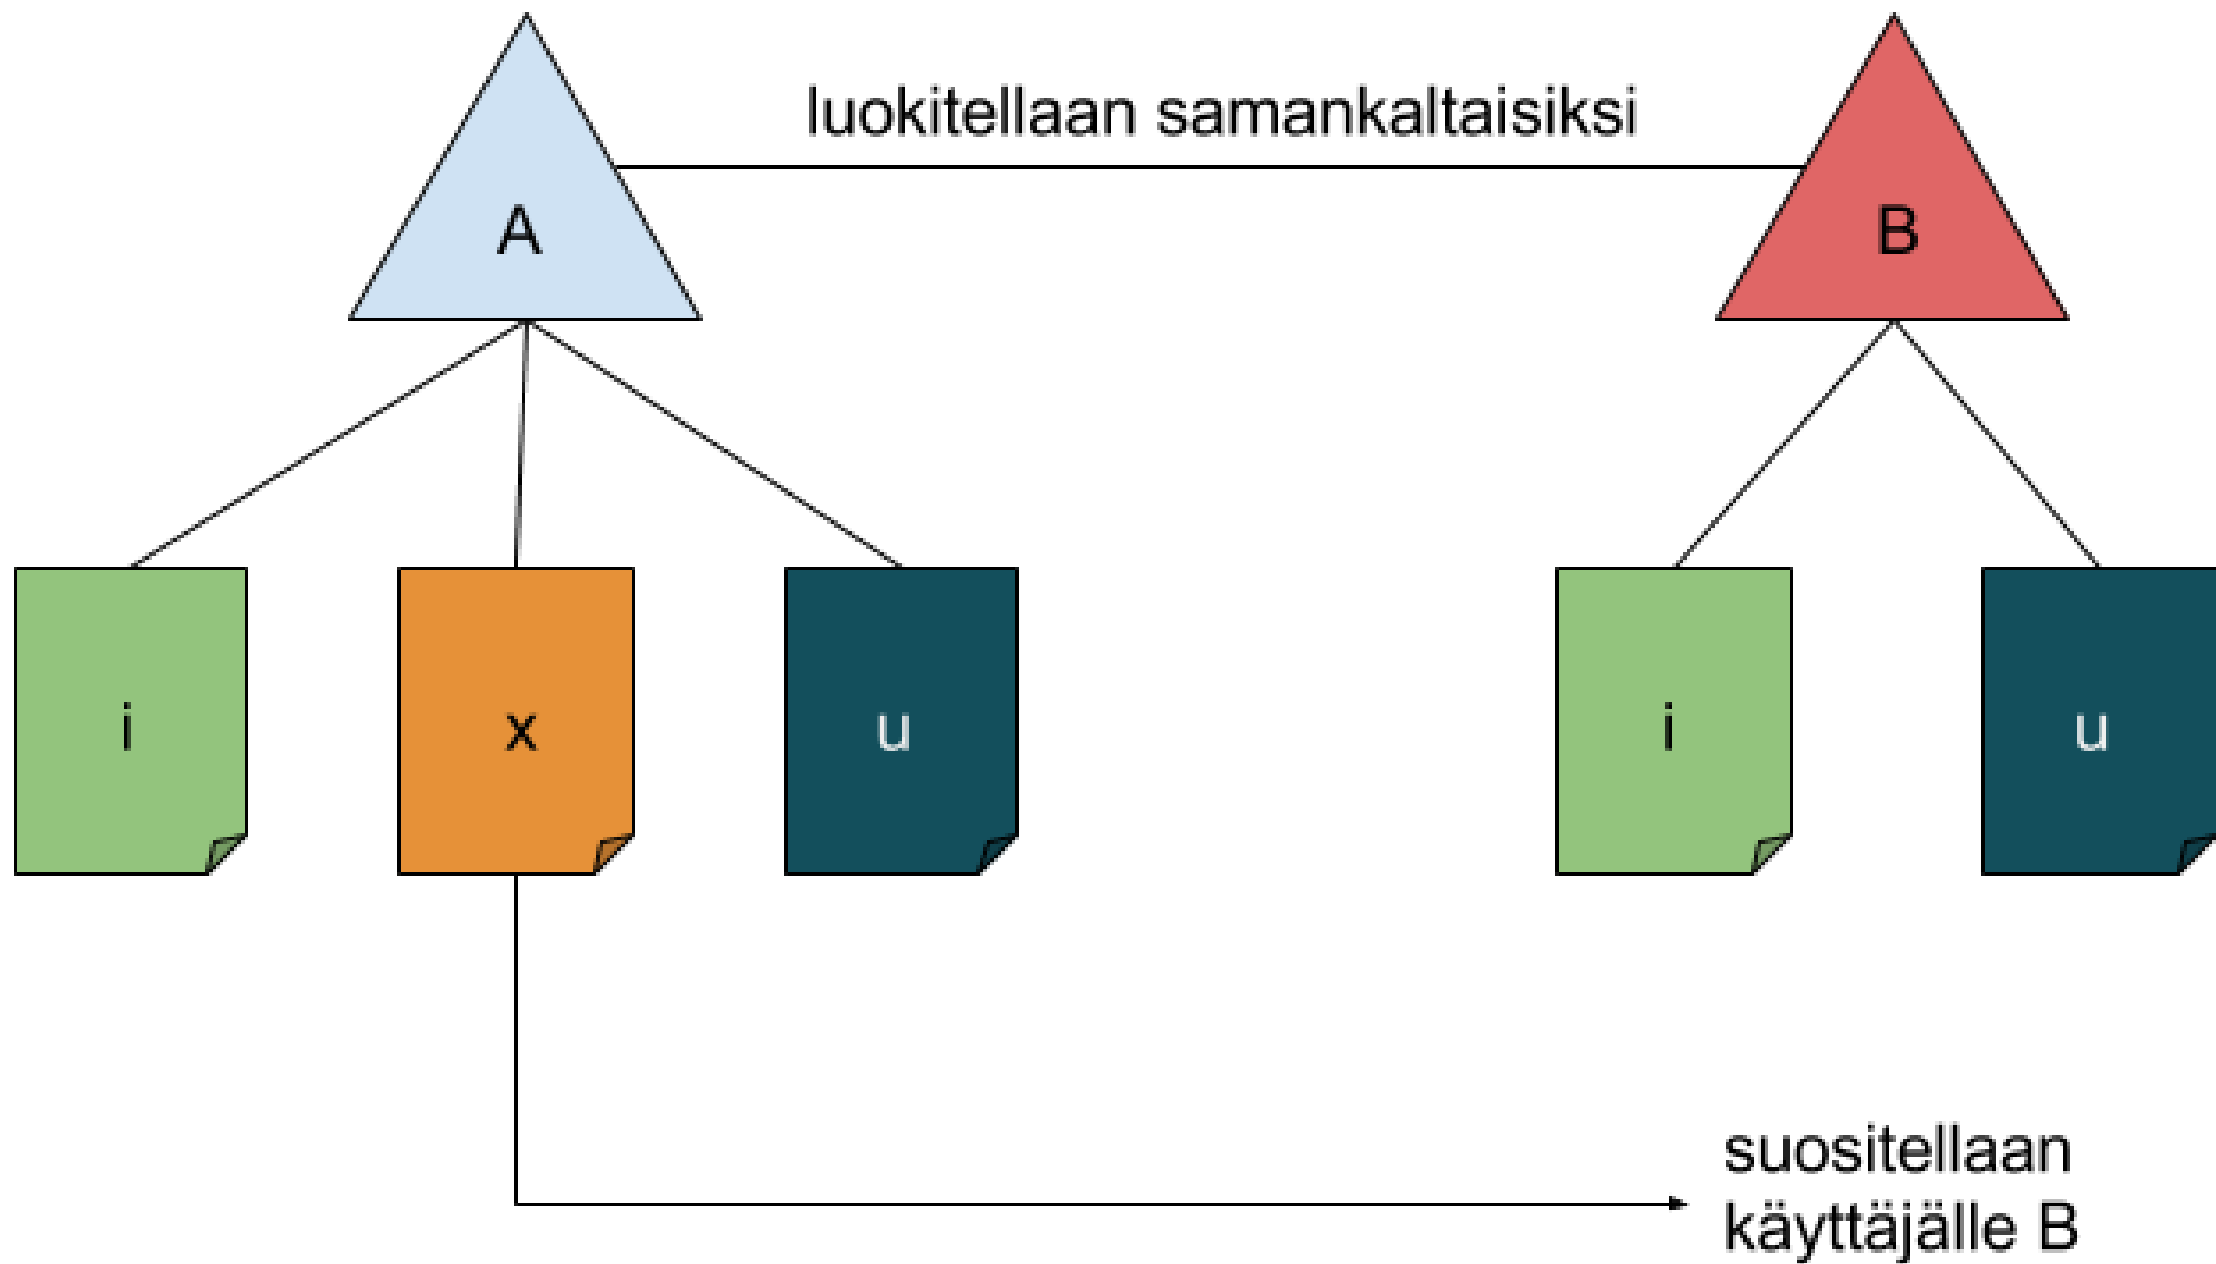 luokitellaan samankaltaisiksi
A
B
i
x
u
i
u
suositellaan
käyttäjälle B